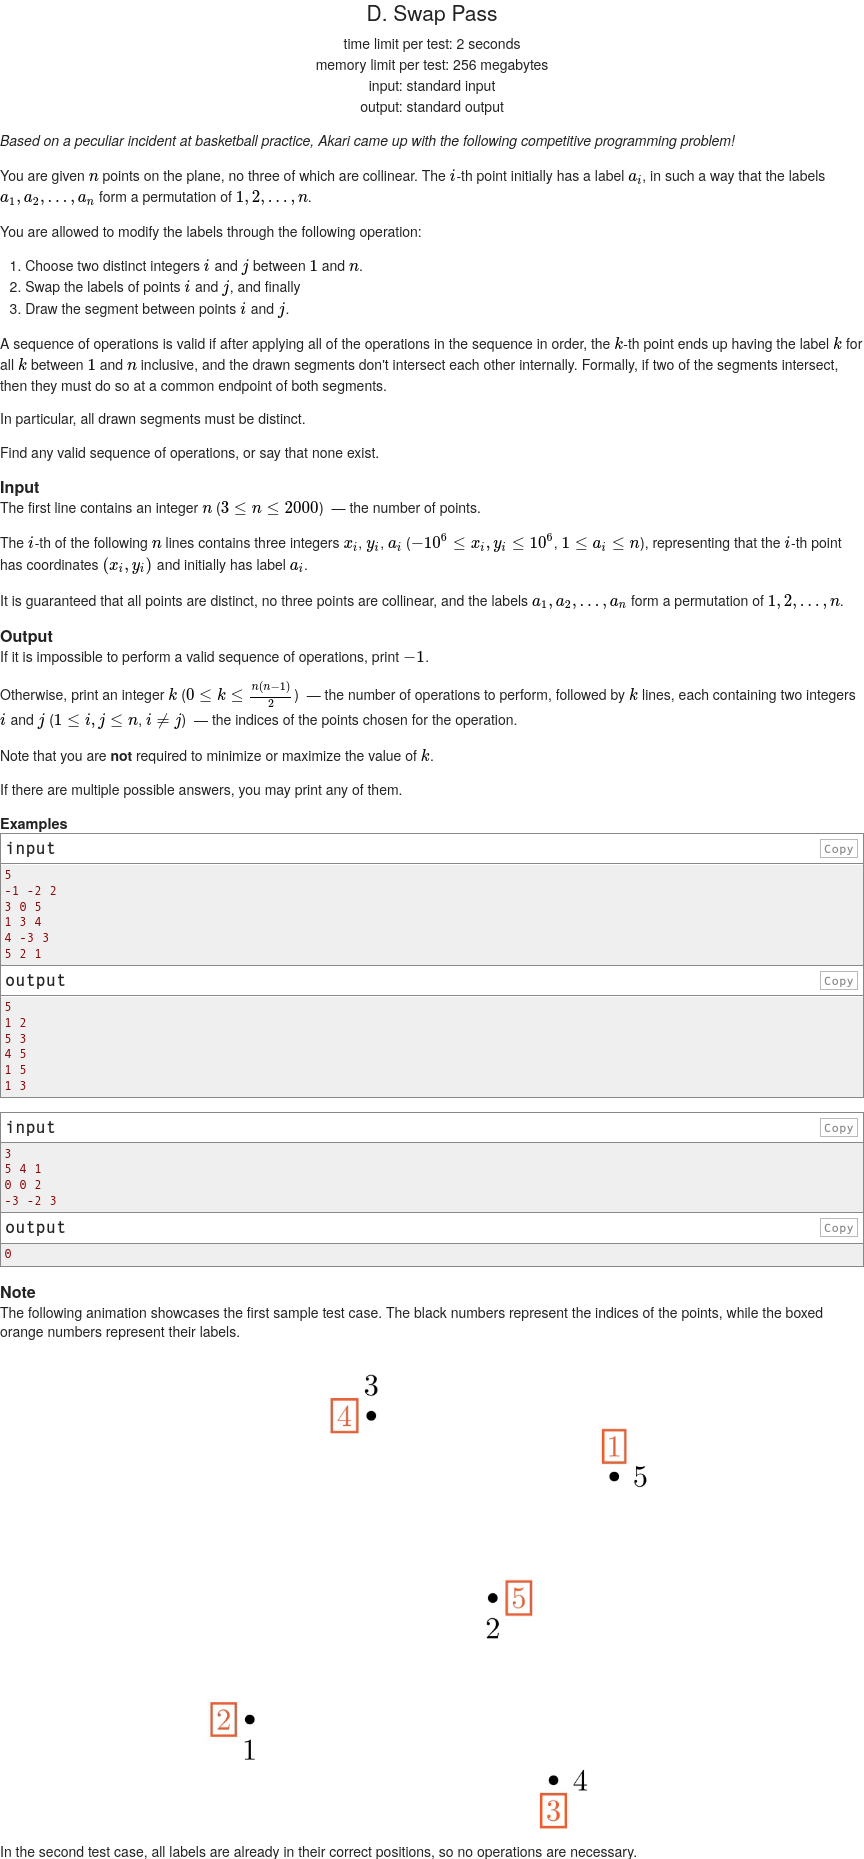 D. Swap Pass
time limit per test: 2 seconds
memory limit per test: 256 megabytes
input: standard input
output: standard output
Based on a peculiar incident at basketball practice, Akari came up with the following competitive programming problem!
You are given n points on the plane, no three of which are collinear. The i-th point initially has a label a_i, in such a way that the labels
a_1, a_2, …, a_n form a permutation of 1, 2, …, n.
You are allowed to modify the labels through the following operation:
1. Choose two distinct integers i and j between 1 and n.
2. Swap the labels of points i and j, and finally
3. Draw the segment between points i and j.
A sequence of operations is valid if after applying all of the operations in the sequence in order, the k-th point ends up having the label k for
all k between 1 and n inclusive, and the drawn segments don't intersect each other internally. Formally, if two of the segments intersect,
then they must do so at a common endpoint of both segments.
In particular, all drawn segments must be distinct.
Find any valid sequence of operations, or say that none exist.
Input
The first line contains an integer n (3 ≤ n ≤ 2000) — the number of points.
The i-th of the following n lines contains three integers x_i, y_i, a_i (−10^6 ≤ x_i, y_i ≤ 10^6, 1 ≤ a_i ≤ n), representing that the i-th point
has coordinates (x_i, y_i) and initially has label a_i.
It is guaranteed that all points are distinct, no three points are collinear, and the labels a_1, a_2, …, a_n form a permutation of 1, 2, …, n.
Output
If it is impossible to perform a valid sequence of operations, print −1.
Otherwise, print an integer k (0 ≤ k ≤ n(n−1)/2) — the number of operations to perform, followed by k lines, each containing two integers
i and j (1 ≤ i, j ≤ n, i ≠ j) — the indices of the points chosen for the operation.
Note that you are not required to minimize or maximize the value of k.
If there are multiple possible answers, you may print any of them.
Examples
input Copy
5
-1 -2 2
3 0 5
1 3 4
4 -3 3
5 2 1
output Copy
5
1 2
5 3
4 5
1 5
1 3
input Copy
3
5 4 1
0 0 2
-3 -2 3
output Copy
0
Note
The following animation showcases the first sample test case. The black numbers represent the indices of the points, while the boxed
orange numbers represent their labels.
3
4
1
5
5
2
2
1
4
3
In the second test case, all labels are already in their correct positions, so no operations are necessary.